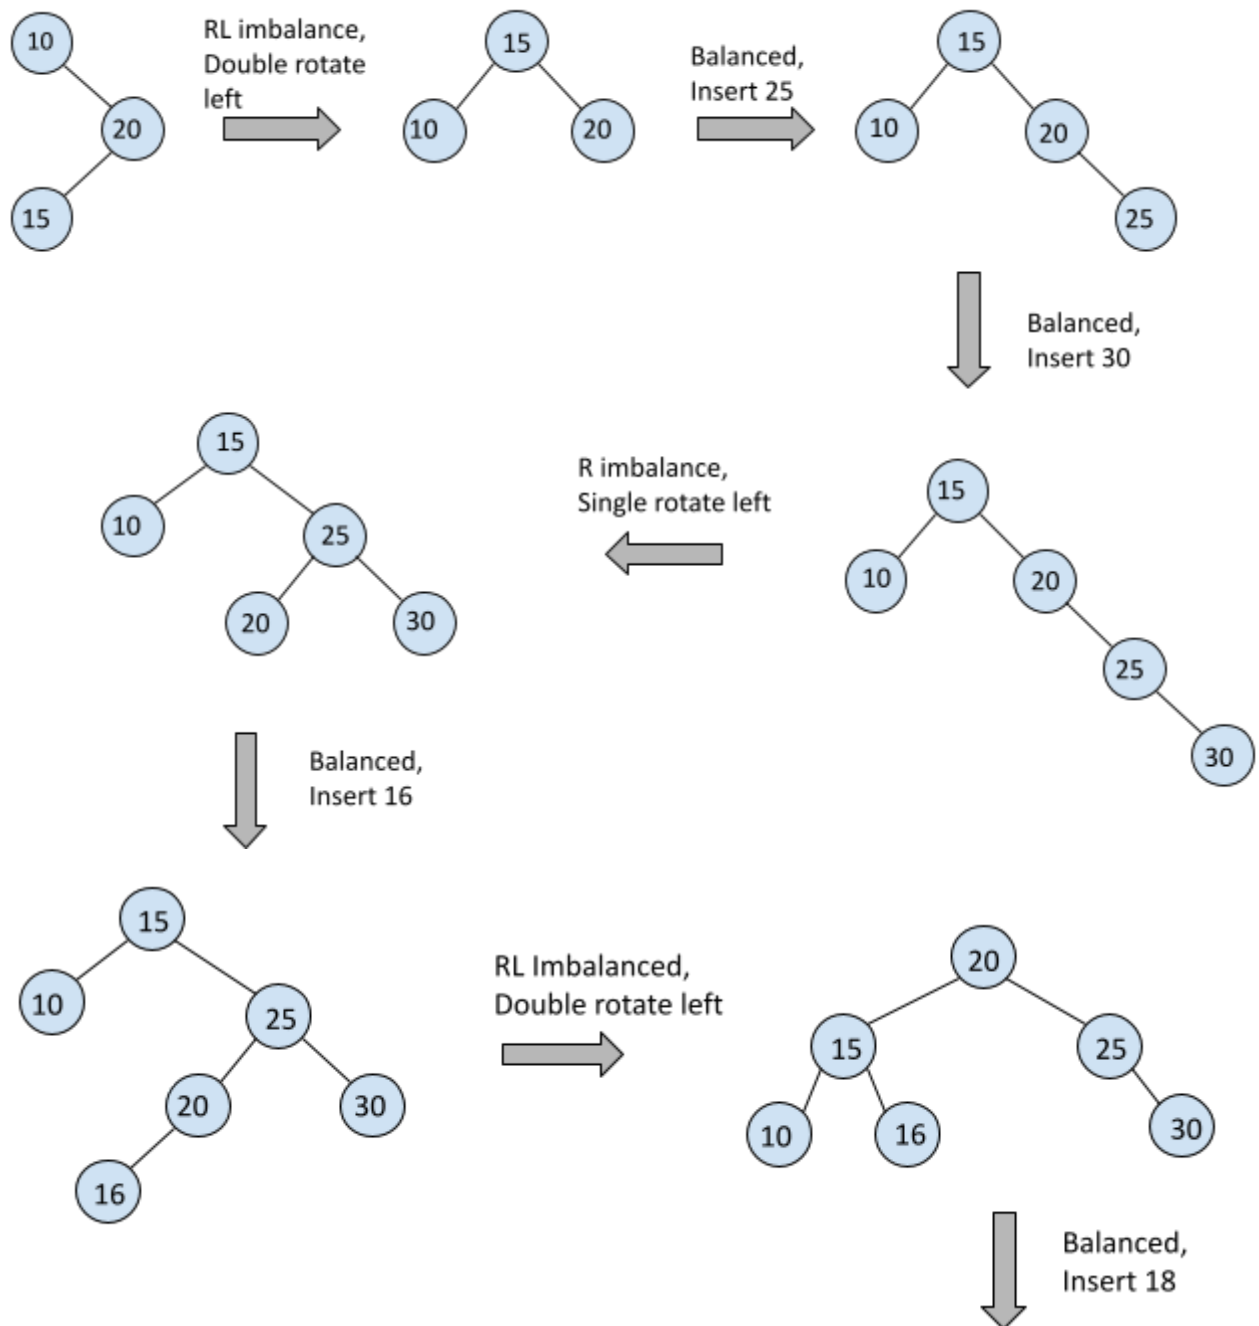 10
20
15
RL imbalance,
Double rotate
left
15
10
20
Balanced,
Insert 25
15
10
20
25
Balanced,
Insert 30
15
10
20
25
30
R imbalance,
Single rotate left
15
10
25
20
30
Balanced,
Insert 16
15
10
25
20
30
16
RL Imbalanced,
Double rotate left
20
15
25
10
16
30
Balanced,
Insert 18